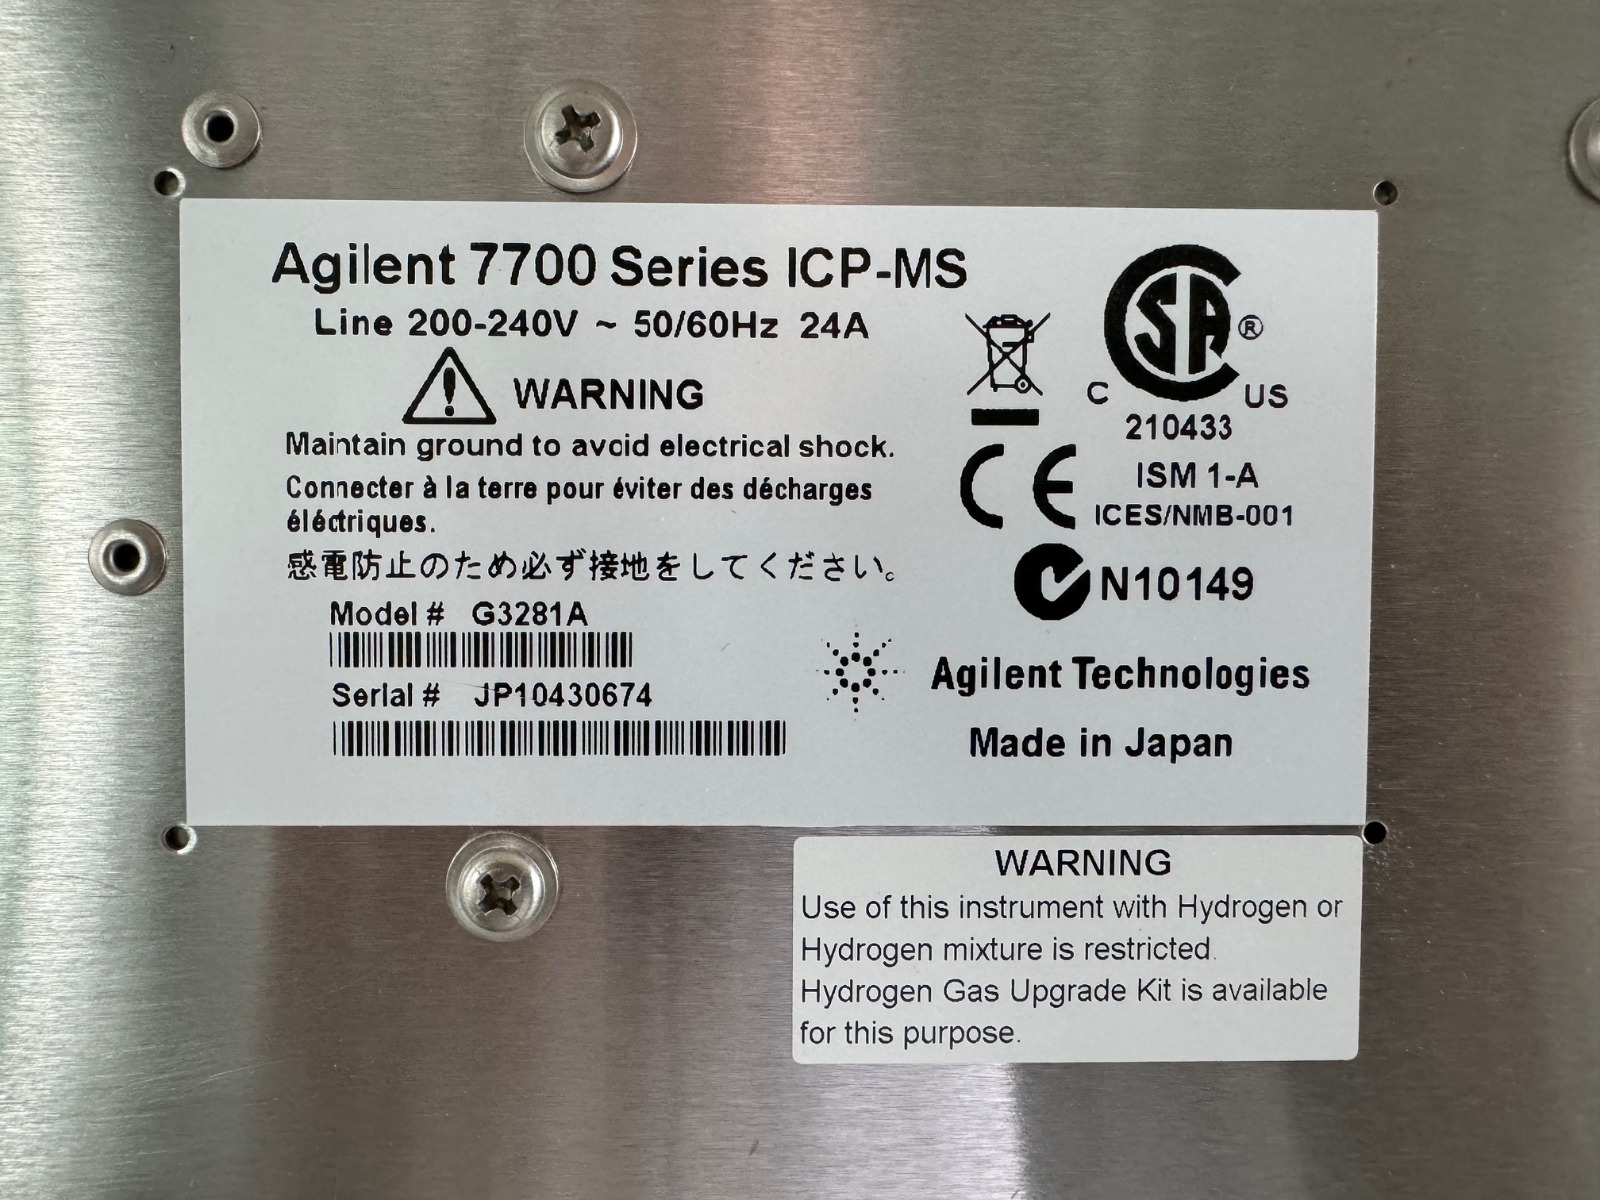 Agilent 7700 Series ICP-MS
Line 200-240V ~ 50/60Hz 24A
WARNING
Maintain ground to avoid electrical shock.
Connecter à la terre pour éviter des décharges
éléctriques.
感電防止のため必ず接地をしてください。
Model # G3281A
Serial # JP10430674
CSA®
C US
210433
CE
ISM 1-A
ICES/NMB-001
N10149
Agilent Technologies
Made in Japan
WARNING
Use of this instrument with Hydrogen or
Hydrogen mixture is restricted.
Hydrogen Gas Upgrade Kit is available
for this purpose.